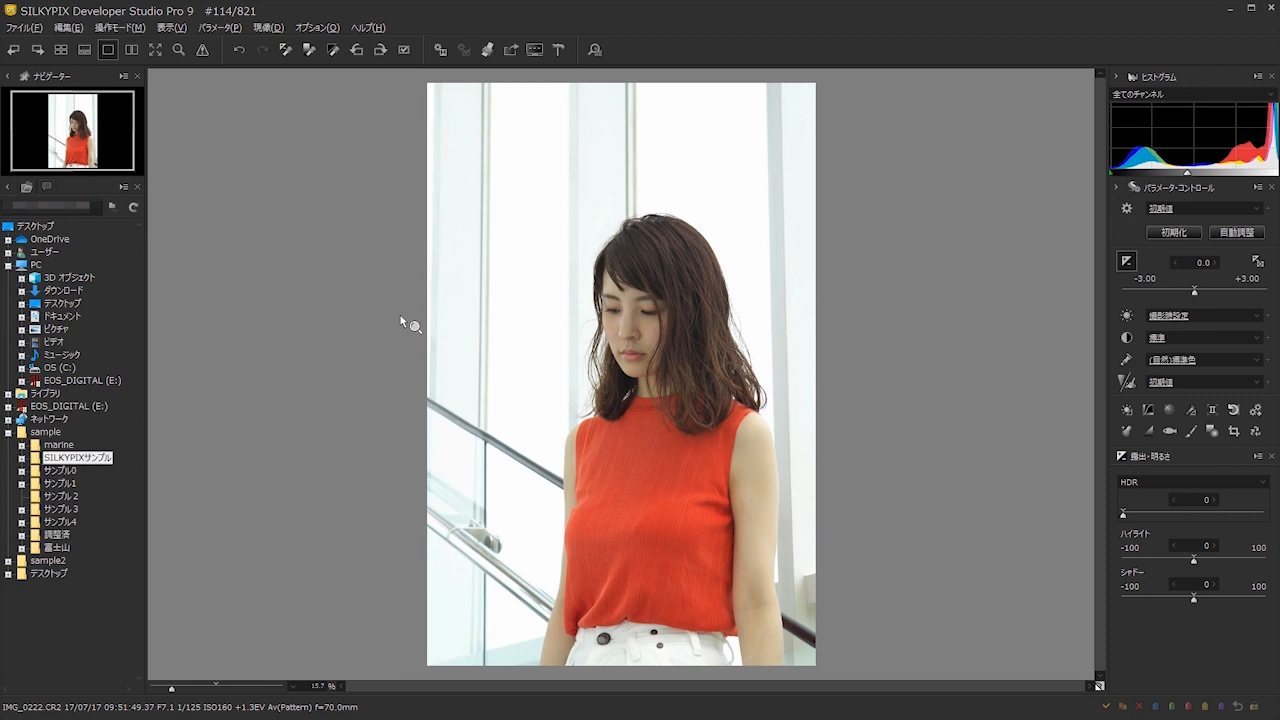 SILKYPIX Developer Studio Pro 9 #114/821
ファイル(F) 編集(E) 操作モード(M) 表示(V) パラメータ(P) 現像(D) オプション(O) ヘルプ(H)
ナビゲーター
デスクトップ
OneDrive
ユーザー
PC
3D オブジェクト
ダウンロード
デスクトップ
ドキュメント
ピクチャ
ビデオ
ミュージック
OS (C:)
EOS_DIGITAL (E:)
ライブラリ
EOS_DIGITAL (E:)
ネットワーク
sample
marine
SILKYPIXサンプル
サンプル0
サンプル1
サンプル2
サンプル3
サンプル4
調整済
富士山
sample2
デスクトップ
15.7 %
IMG_0222.CR2 17/07/17 09:51:49.37 F7.1 1/125 ISO160 +1.3EV Av(Pattern) f=70.0mm
ヒストグラム
全てのチャンネル
パラメータ・コントロール
初期値
初期化 自動調整
0.0
-3.00 +3.00
撮影時設定
標準
(自然)標準色
初期値
露出・明るさ
HDR
0
ハイライト
-100 0 100
シャドー
-100 0 100